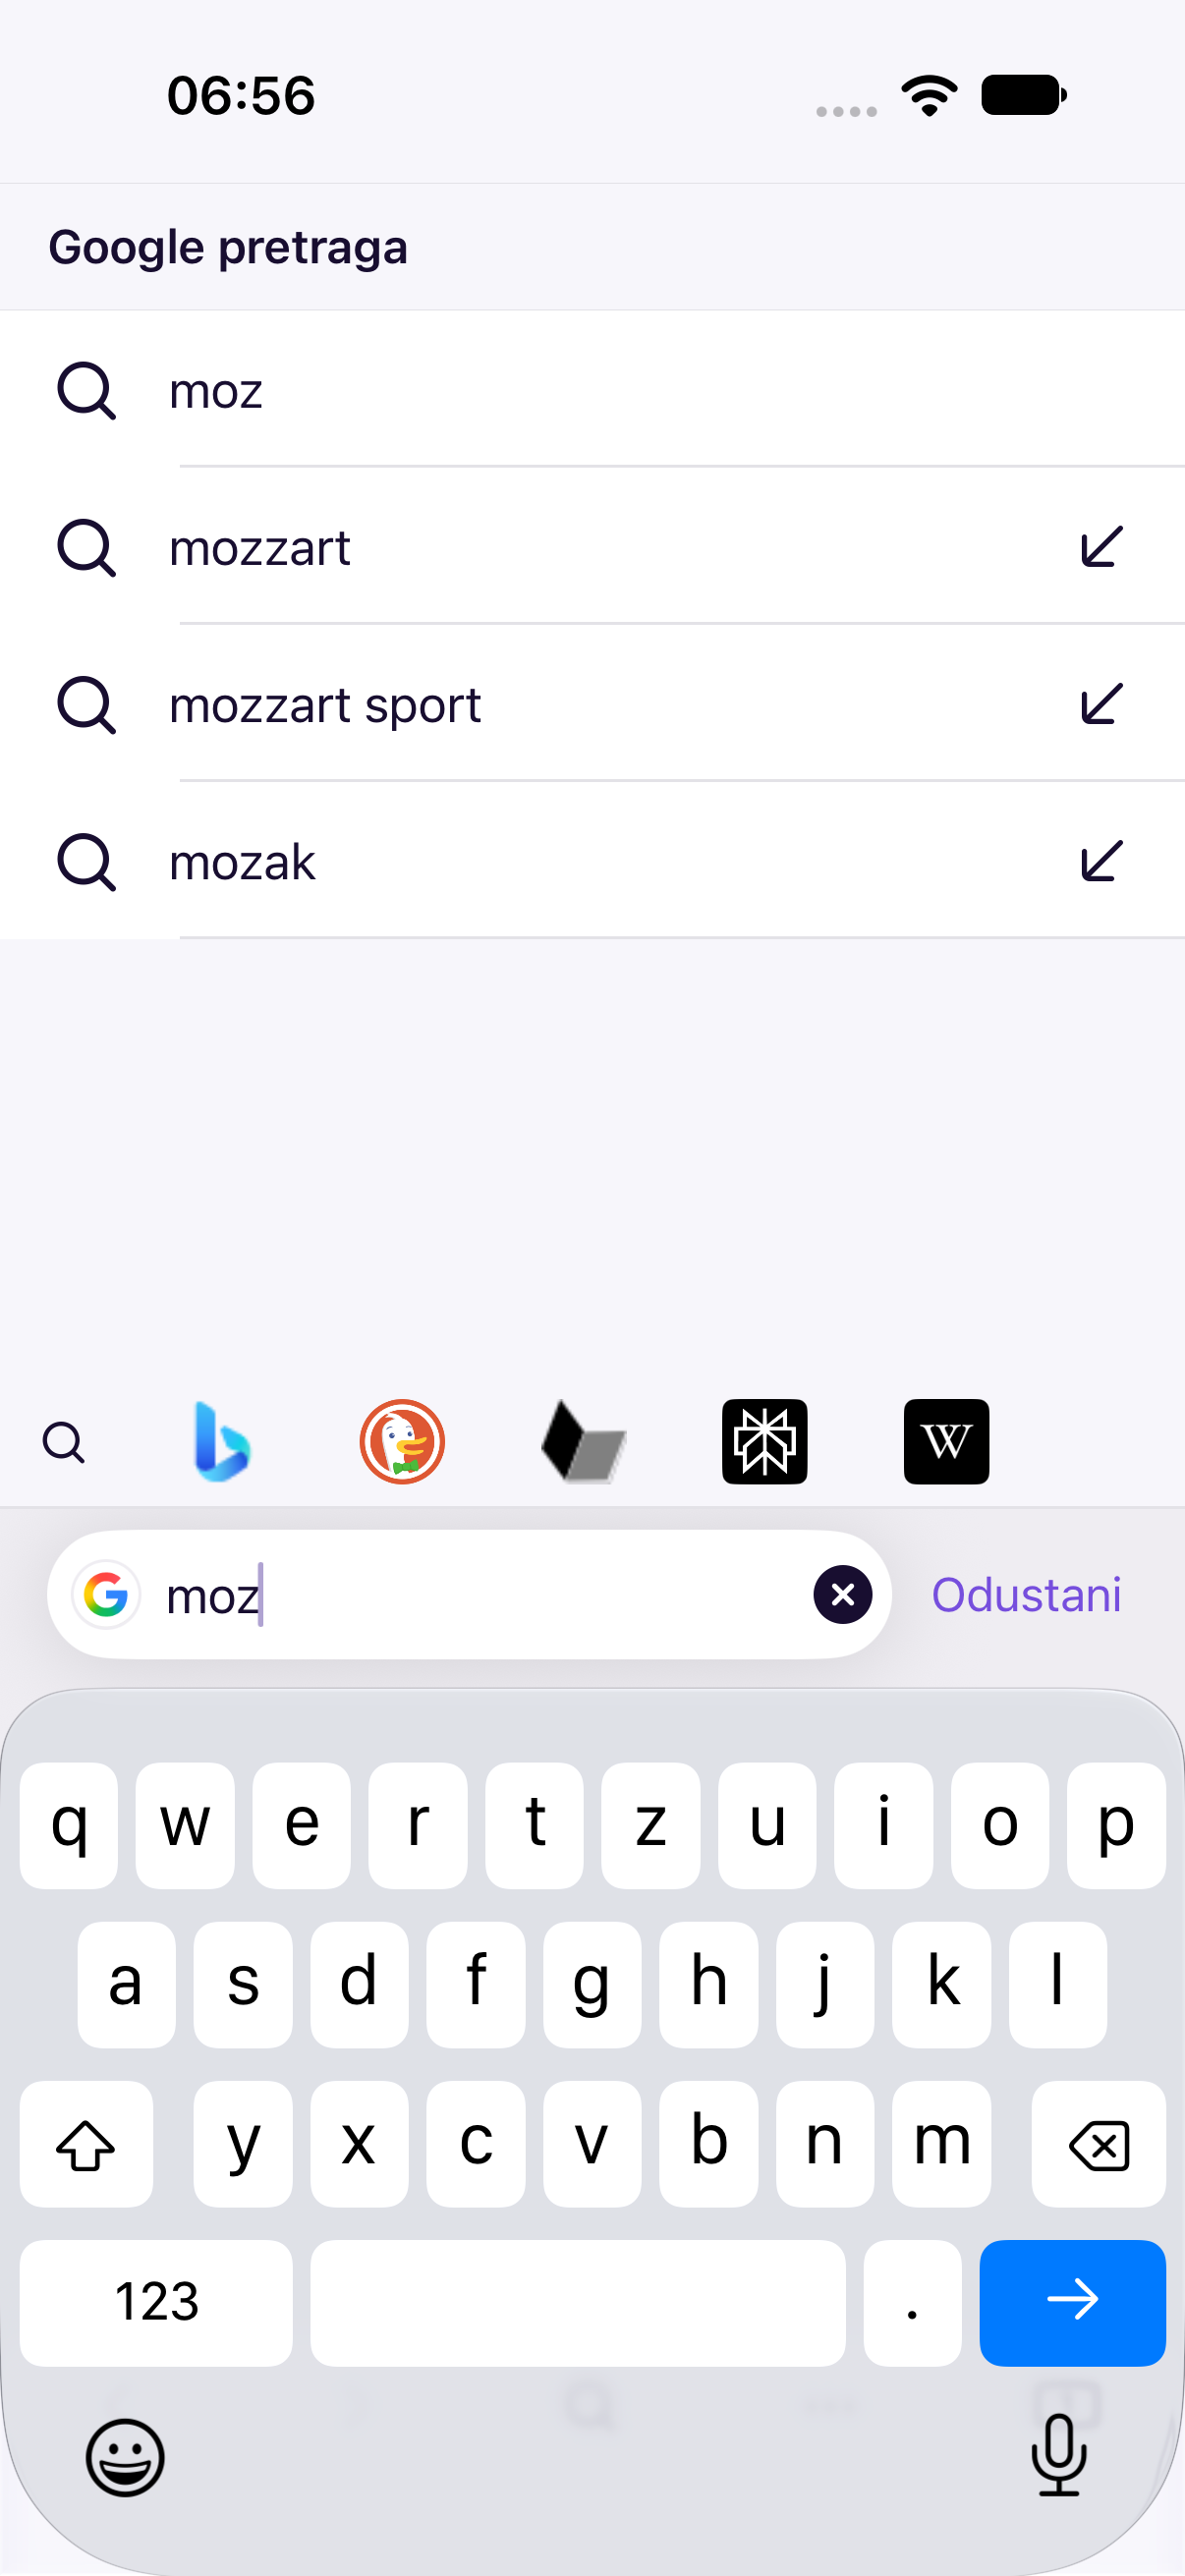 06:56
Google pretraga
moz
mozzart
mozzart sport
mozak
W
moz
Odustani
q w e r t z u i o p
a s d f g h j k l
y x c v b n m
123 .